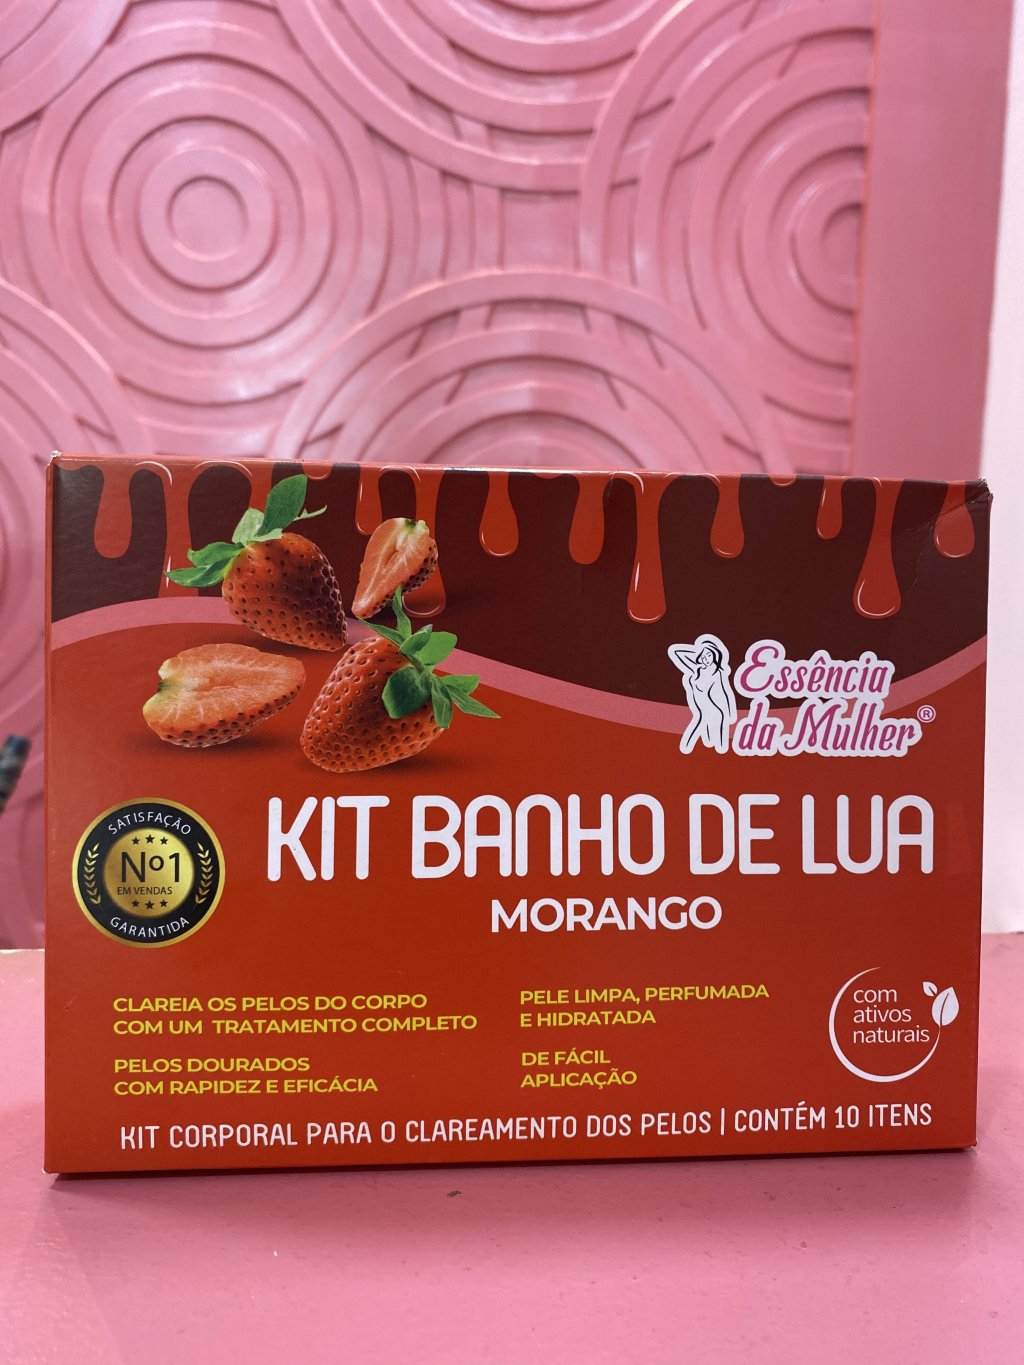 Essência
da Mulher®
KIT BANHO DE LUA
MORANGO
SATISFAÇÃO
Nº1
EM VENDAS
GARANTIDA
CLAREIA OS PELOS DO CORPO
COM UM TRATAMENTO COMPLETO
PELOS DOURADOS
COM RAPIDEZ E EFICÁCIA
PELE LIMPA, PERFUMADA
E HIDRATADA
DE FÁCIL
APLICAÇÃO
com
ativos
naturais
KIT CORPORAL PARA O CLAREAMENTO DOS PELOS | CONTÉM 10 ITENS